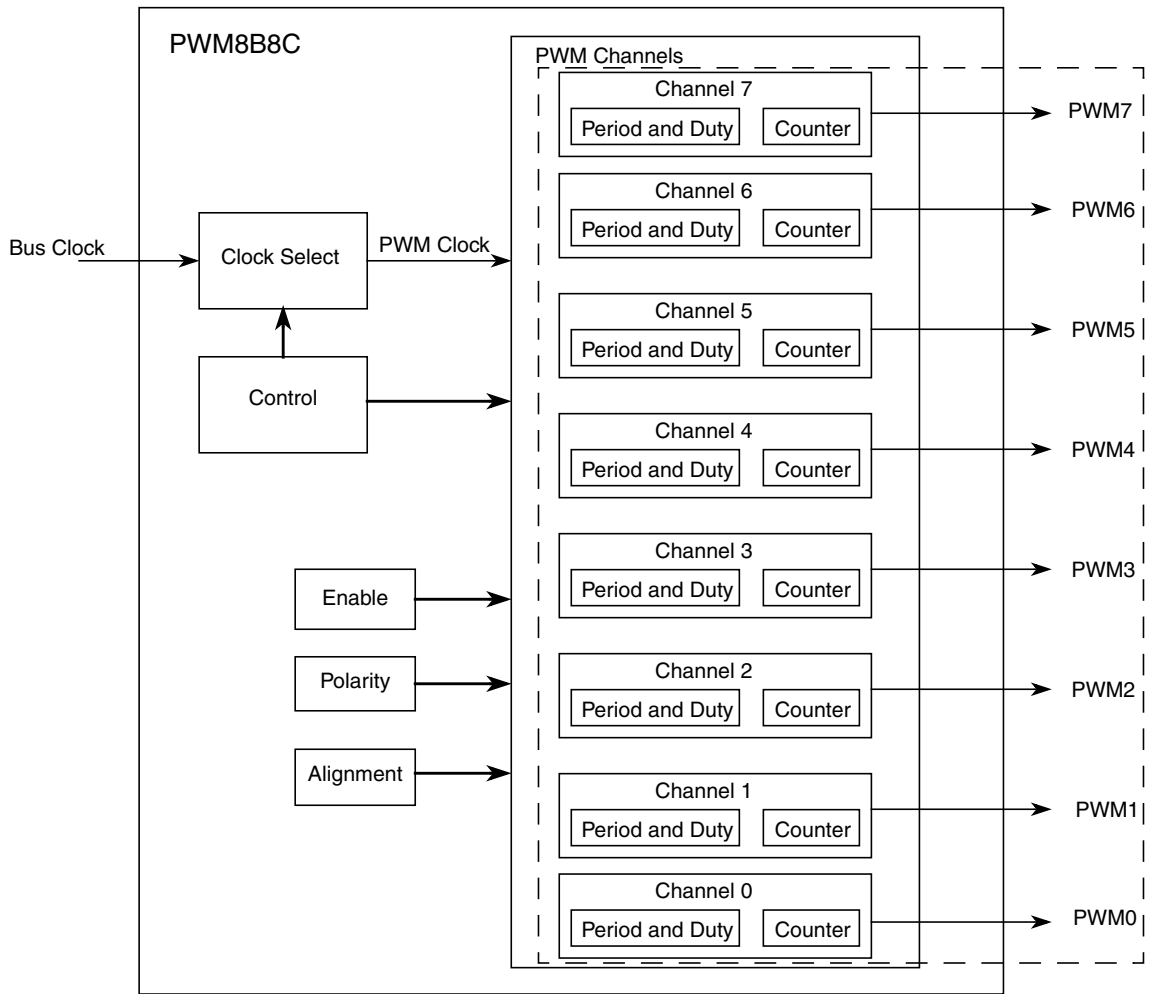 PWM8B8C
PWM Channels
Channel 7
Period and Duty
Counter
PWM7
Channel 6
Period and Duty
Counter
PWM6
Bus Clock
Clock Select
PWM Clock
Channel 5
Period and Duty
Counter
PWM5
Control
Channel 4
Period and Duty
Counter
PWM4
Channel 3
Period and Duty
Counter
PWM3
Enable
Polarity
Channel 2
Period and Duty
Counter
PWM2
Alignment
Channel 1
Period and Duty
Counter
PWM1
Channel 0
Period and Duty
Counter
PWM0